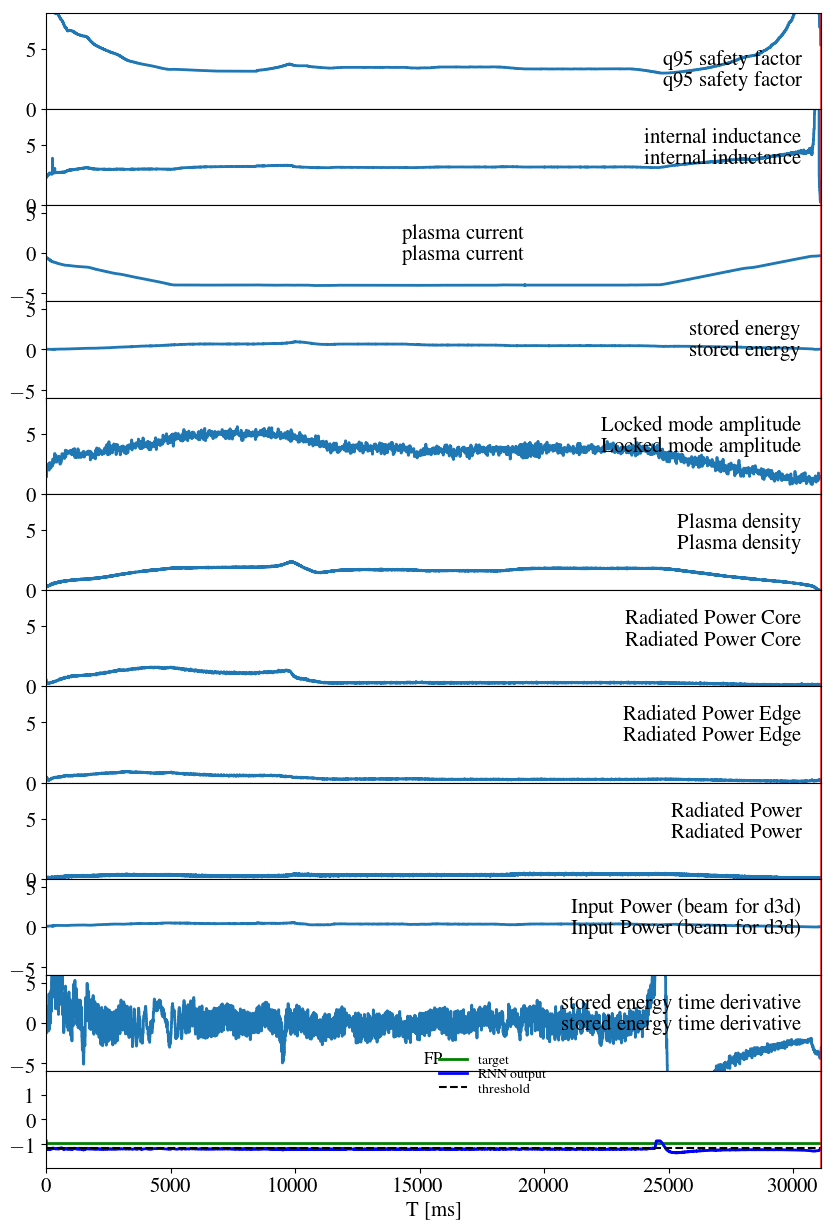 5
q95 safety factor
q95 safety factor
0
5
internal inductance
internal inductance
0
5
plasma current
0
plasma current
−5
5
stored energy
0
stored energy
−5
Locked mode amplitude
5
Locked mode amplitude
0
Plasma density
5
Plasma density
0
Radiated Power Core
5
Radiated Power Core
0
Radiated Power Edge
5
Radiated Power Edge
0
Radiated Power
5
Radiated Power
0
5
Input Power (beam for d3d)
0
Input Power (beam for d3d)
−5
5
stored energy time derivative
0
stored energy time derivative
−5
FP
target
RNN output
threshold
1
0
−1
0 5000 10000 15000 20000 25000 30000
T [ms]